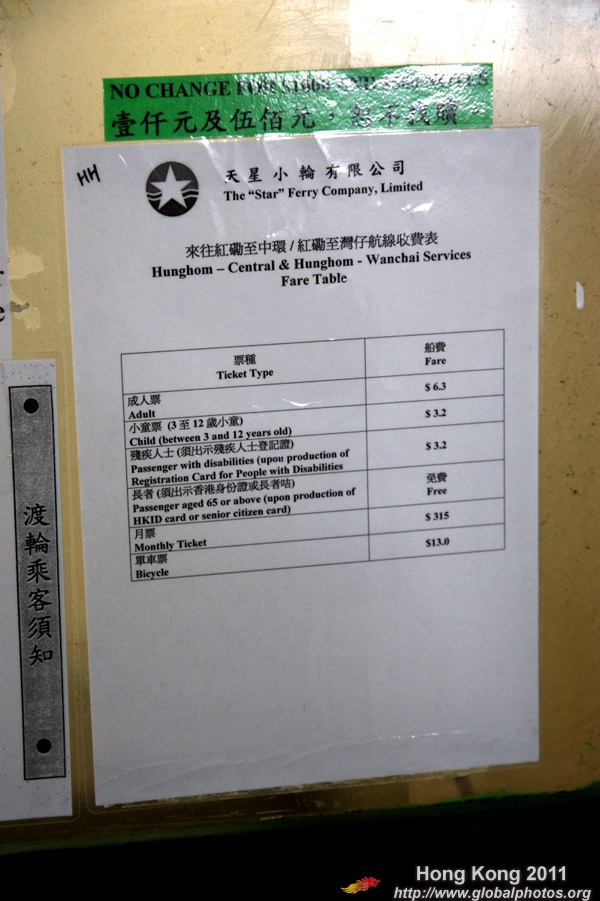 NO CHANGE FOR $1000 AND $500 NOTES
壹仟元及伍佰元，恕不找贖
HH
天星小輪有限公司
The “Star” Ferry Company, Limited
來往紅磡至中環 / 紅磡至灣仔航線收費表
Hunghom – Central & Hunghom - Wanchai Services
Fare Table
票種
Ticket Type
船費
Fare
成人票
Adult
$ 6.3
小童票 (3 至 12 歲小童)
Child (between 3 and 12 years old)
$ 3.2
殘疾人士 (須出示殘疾人士登記證)
Passenger with disabilities (upon production of
Registration Card for People with Disabilities
$ 3.2
長者 (須出示香港身份證或長者咭)
Passenger aged 65 or above (upon production of
HKID card or senior citizen card)
免費
Free
月票
Monthly Ticket
$ 315
單車票
Bicycle
$13.0
渡輪乘客須知
Hong Kong 2011
http://www.globalphotos.org